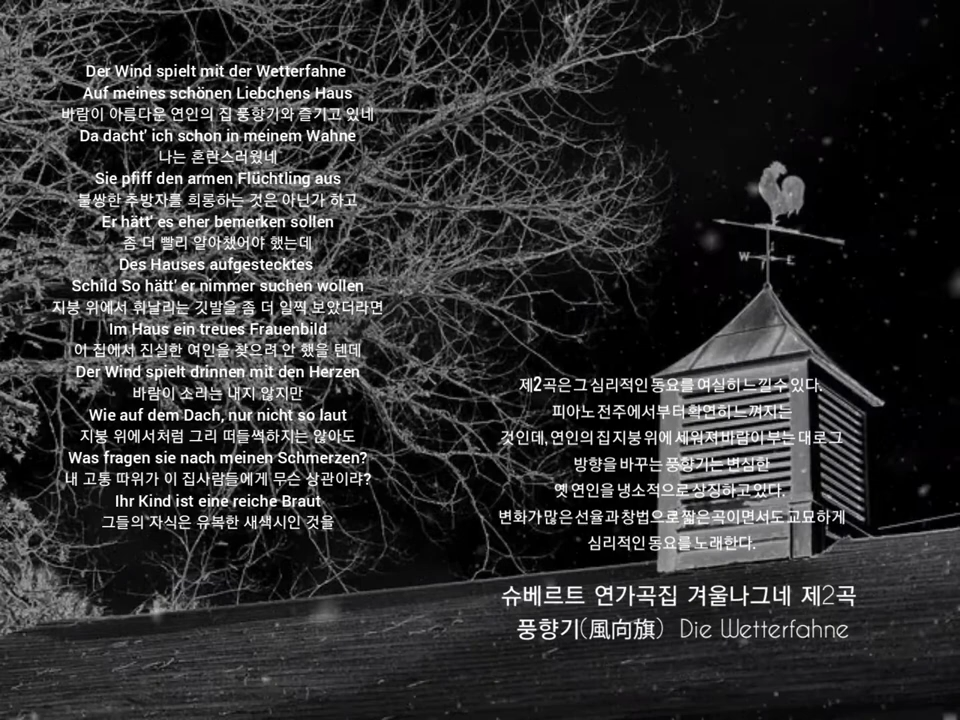 Der Wind spielt mit der Wetterfahne
Auf meines schönen Liebchens Haus
바람이 아름다운 연인의 집 풍향기와 즐기고 있네
Da dacht' ich schon in meinem Wahne
나는 혼란스러웠네
Sie pfiff den armen Flüchtling aus
불쌍한 추방자를 희롱하는 것은 아닌가 하고
Er hätt' es eher bemerken sollen
좀 더 빨리 알아챘어야 했는데
Des Hauses aufgestecktes
Schild So hätt' er nimmer suchen wollen
지붕 위에서 휘날리는 깃발을 좀 더 일찍 보았더라면
Im Haus ein treues Frauenbild
이 집에서 진실한 여인을 찾으려 안 했을 텐데
Der Wind spielt drinnen mit den Herzen
바람이 소리는 내지 않지만
Wie auf dem Dach, nur nicht so laut
지붕 위에서처럼 그리 떠들썩하지는 않아도
Was fragen sie nach meinen Schmerzen?
내 고통 따위가 이 집사람들에게 무슨 상관이랴?
Ihr Kind ist eine reiche Braut
그들의 자식은 유복한 새색시인 것을
W E
제2곡은 그 심리적인 동요를 여실히 느낄 수 있다.
피아노 전주에서부터 확연히 느껴지는
것인데, 연인의 집 지붕 위에 세워져 바람이 부는 대로 그
방향을 바꾸는 풍향기는 변심한
옛 연인을 냉소적으로 상징하고 있다.
변화가 많은 선율과 창법으로 짧은 곡이면서도 교묘하게
심리적인 동요를 노래한다.
슈베르트 연가곡집 겨울나그네 제2곡
풍향기(風向旗) Die Wetterfahne